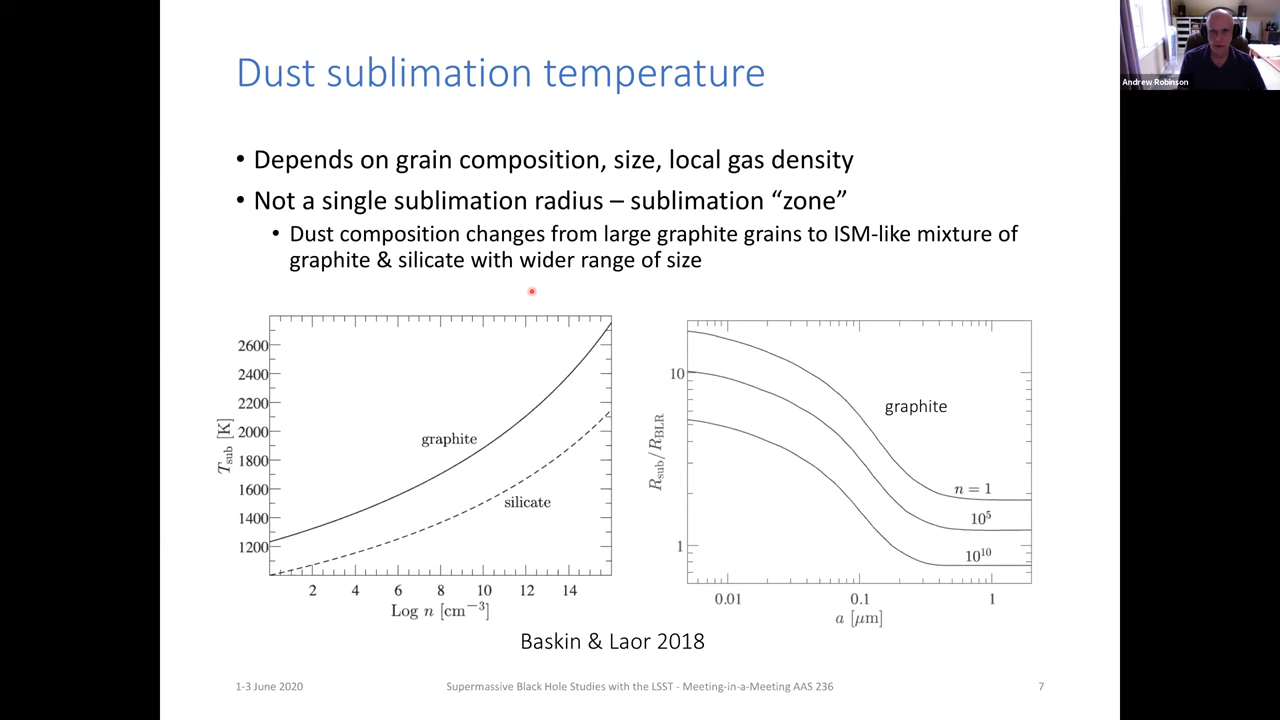 Dust sublimation temperature
Andrew Robinson
• Depends on grain composition, size, local gas density
• Not a single sublimation radius – sublimation “zone”
• Dust composition changes from large graphite grains to ISM-like mixture of
graphite & silicate with wider range of size
2600
2400
2200
2000
1800
1600
1400
1200
T_sub [K]
graphite
silicate
2 4 6 8 10 12 14
Log n [cm⁻³]
10
1
R_sub/R_BLR
graphite
n = 1
10⁵
10¹⁰
0.01 0.1 1
a [μm]
Baskin & Laor 2018
1-3 June 2020
Supermassive Black Hole Studies with the LSST - Meeting-in-a-Meeting AAS 236
7